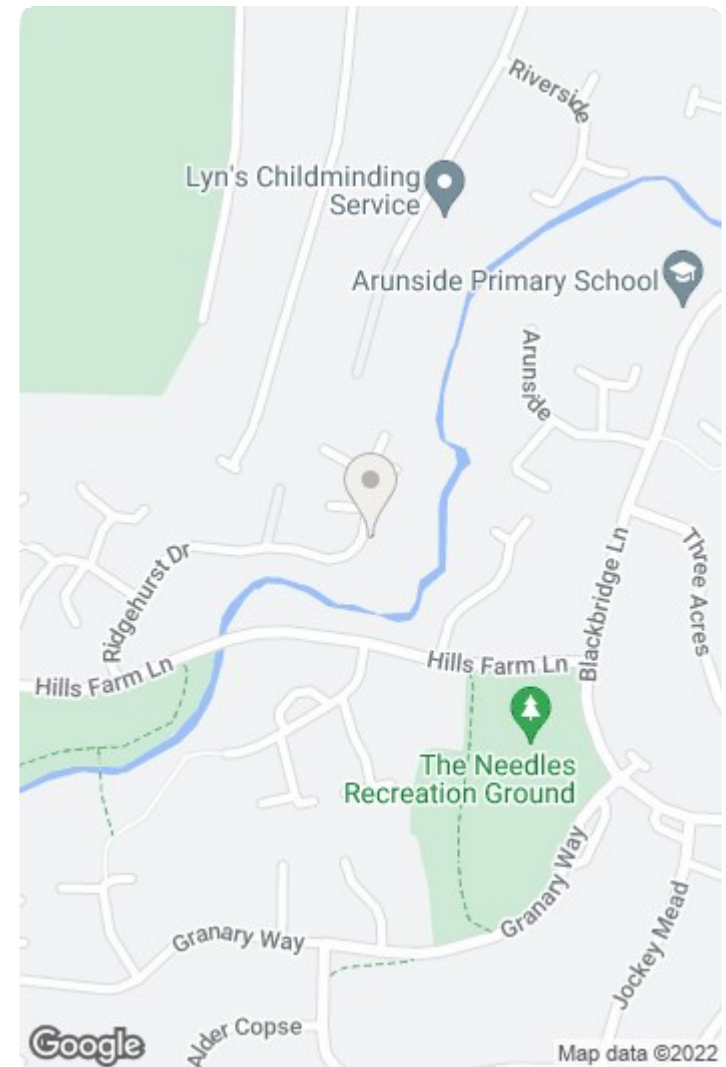 Riverside
Lyn's Childminding
Service
Arunside Primary School
Arunside
Three Acres
Blackbridge Ln
Ridgehurst Dr
Hills Farm Ln
Hills Farm Ln
The Needles
Recreation Ground
Granary Way
Granary Way
Jockey Mead
Alder Copse
Google
Map data ©2022